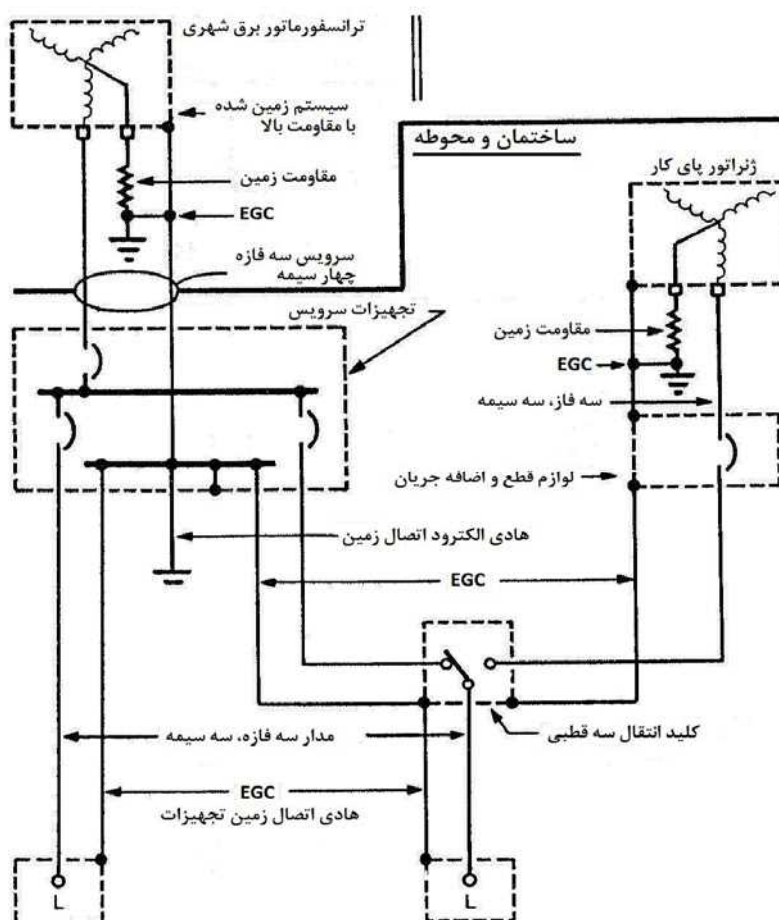 ترانسفورماتور برق شهری
سیستم زمین شده
با مقاومت بالا
ساختمان و محوطه
ژنراتور پای کار
مقاومت زمین
EGC
سرویس سه فازه
چهار سیمه
تجهیزات سرویس
مقاومت زمین
EGC
سه فاز، سه سیمه
لوازم قطع و اضافه جریان
هادی الکترود اتصال زمین
EGC
کلید انتقال سه قطبی
مدار سه فازه، سه سیمه
EGC
هادی اتصال زمین تجهیزات
L
L